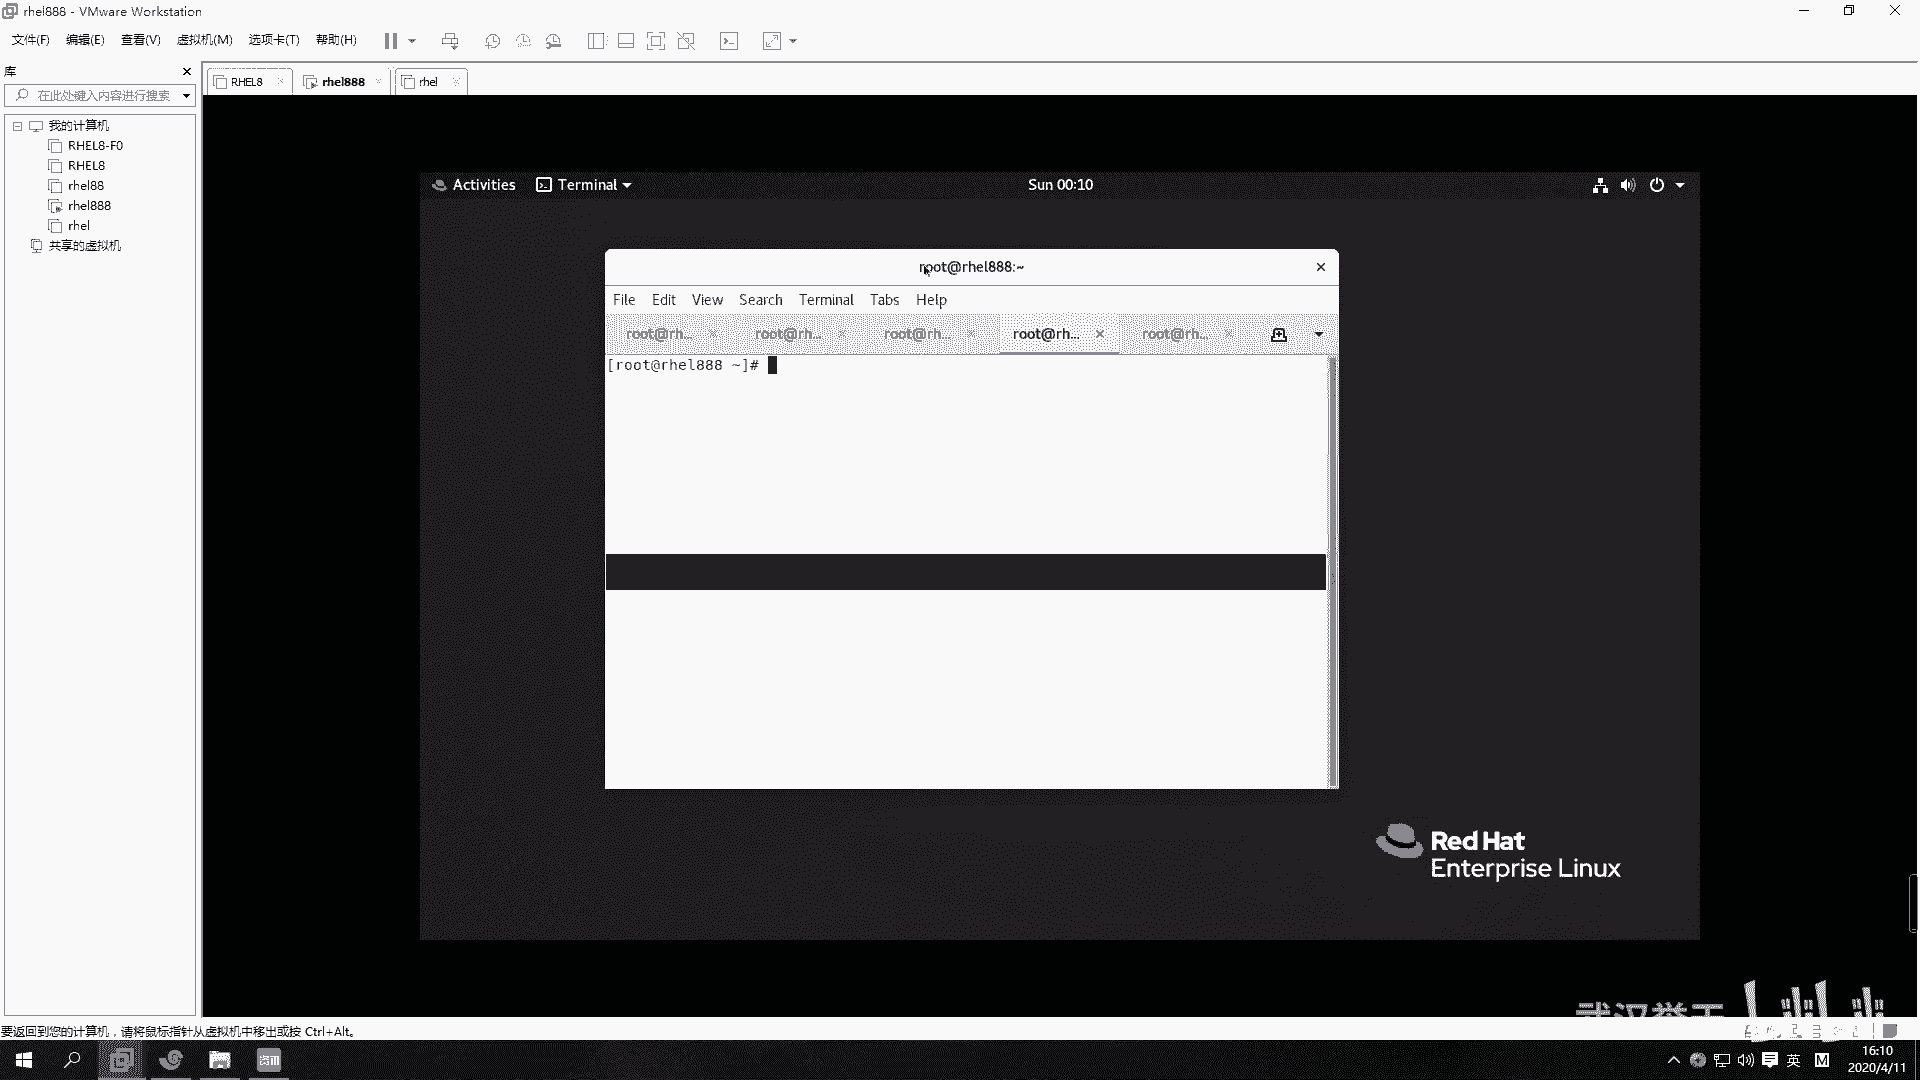 rhel888 - VMware Workstation
文件(F) 编辑(E) 查看(V) 虚拟机(M) 选项卡(T) 帮助(H)
库
在此处键入内容进行搜索
我的计算机
RHEL8-F0
RHEL8
rhel88
rhel888
rhel
共享的虚拟机
RHEL8 rhel888 rhel
Activities Terminal Sun 00:10
root@rhel888:~
File Edit View Search Terminal Tabs Help
root@rh... root@rh... root@rh... root@rh... root@rh...
[root@rhel888 ~]#
Red Hat
Enterprise Linux
要返回到您的计算机，请将鼠标指针从虚拟机中移出或按 Ctrl+Alt。
资讯
英 M
16:10
2020/4/11